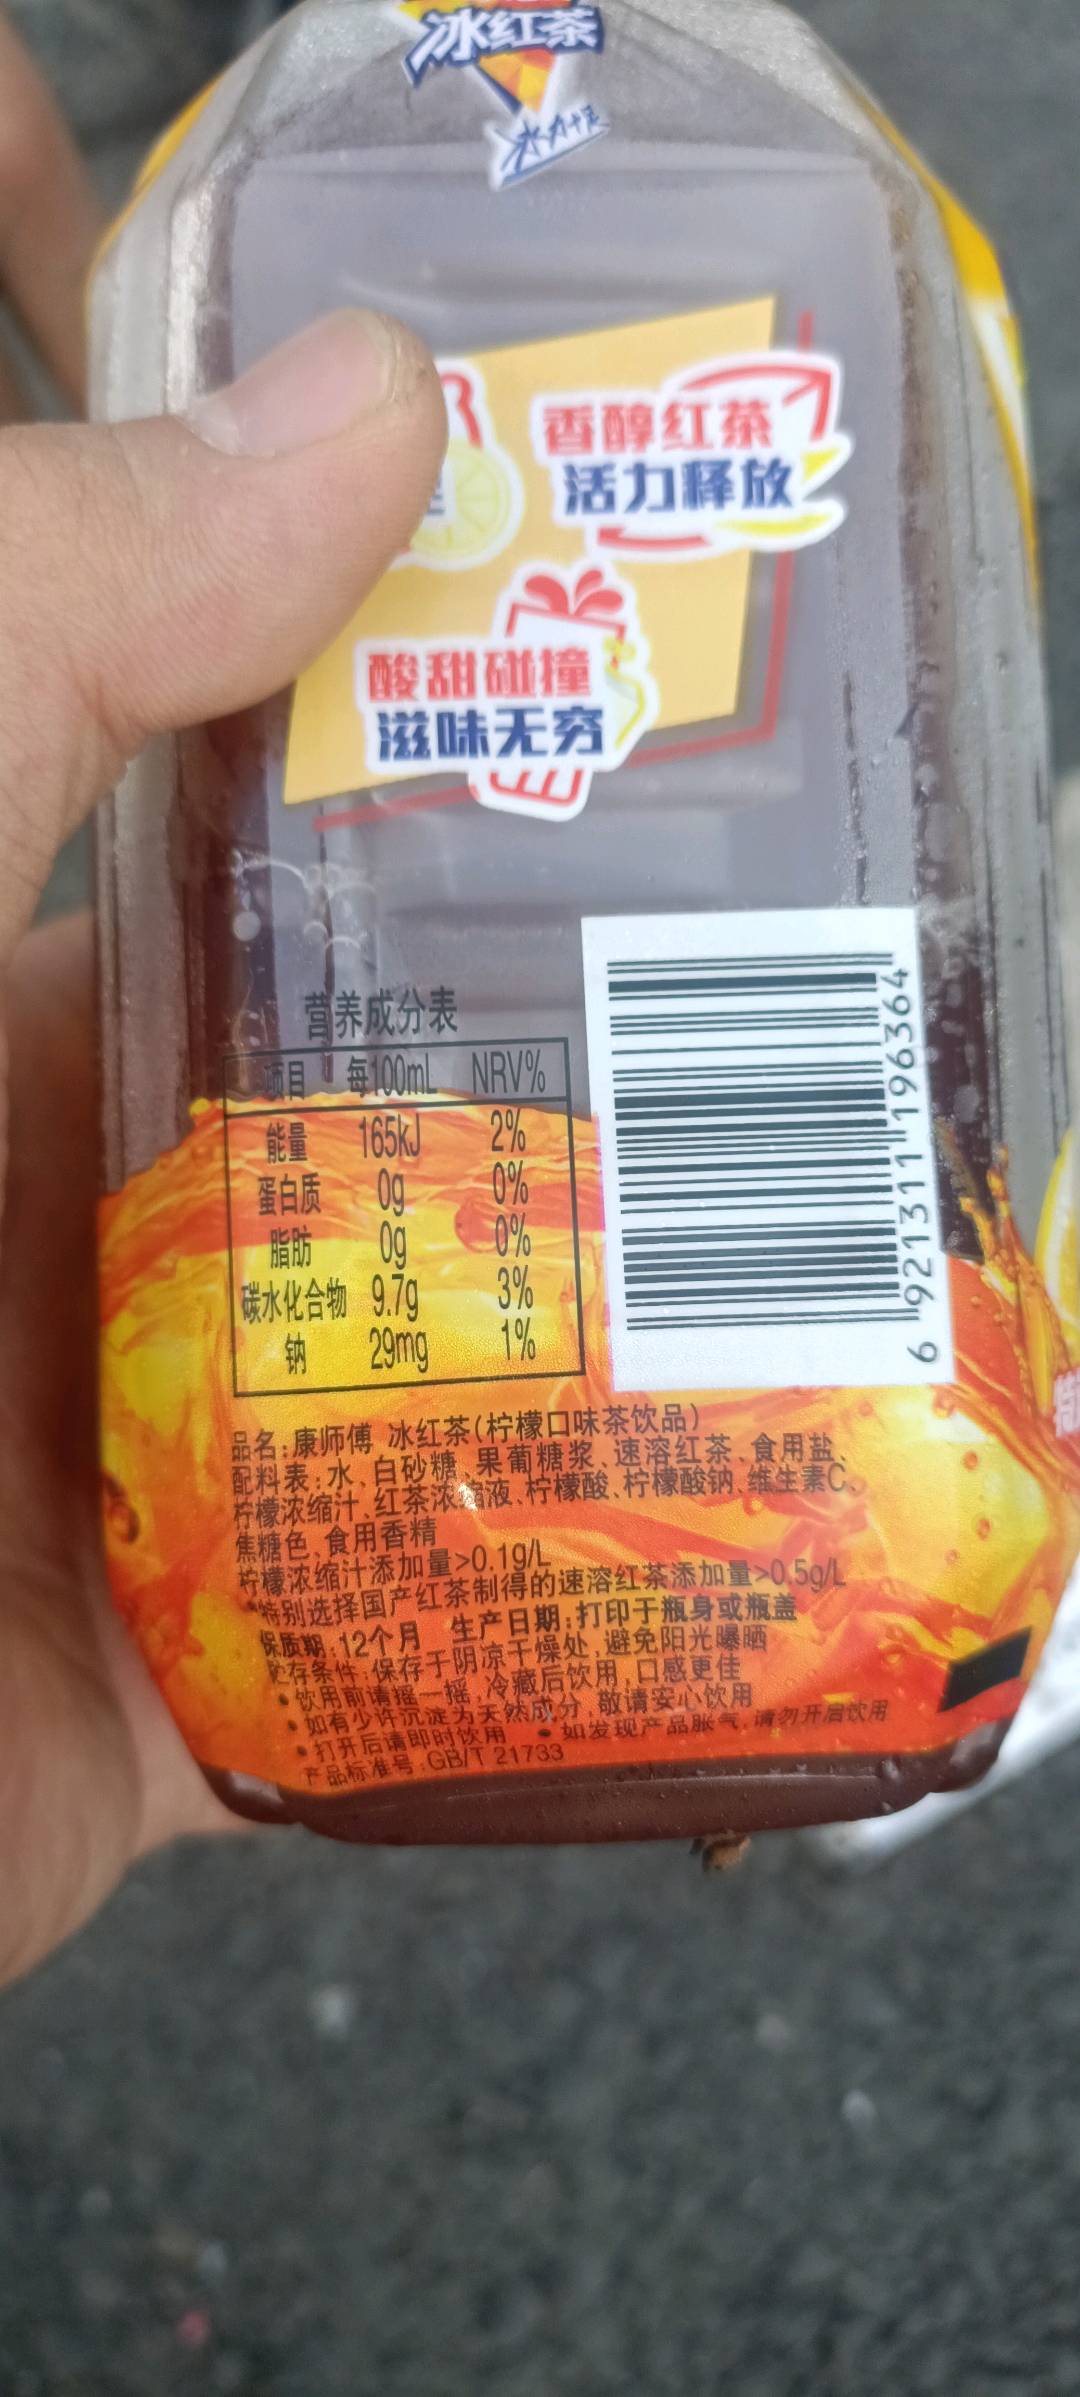 冰红茶
香醇红茶
活力释放
酸甜碰撞
滋味无穷
营养成分表
项目 每100mL NRV%
能量 165kJ 2%
蛋白质 0g 0%
脂肪 0g 0%
碳水化合物 9.7g 3%
钠 29mg 1%
6 921311 196364
品名:康师傅 冰红茶(柠檬口味茶饮品)
配料表:水、白砂糖、果葡糖浆、速溶红茶、食用盐、
柠檬浓缩汁、红茶浓缩液、柠檬酸、柠檬酸钠、维生素C、
焦糖色、食用香精
柠檬浓缩汁添加量>0.1g/L
*特别选择国产红茶制得的速溶红茶添加量>0.5g/L
保质期:12个月 生产日期:打印于瓶身或瓶盖
贮存条件:保存于阴凉干燥处,避免阳光曝晒
•饮用前请摇一摇,冷藏后饮用,口感更佳
•如有少许沉淀为天然成分,敬请安心饮用
•打开后请即时饮用 •如发现产品胀气,请勿开启饮用
产品标准号:GB/T 21733